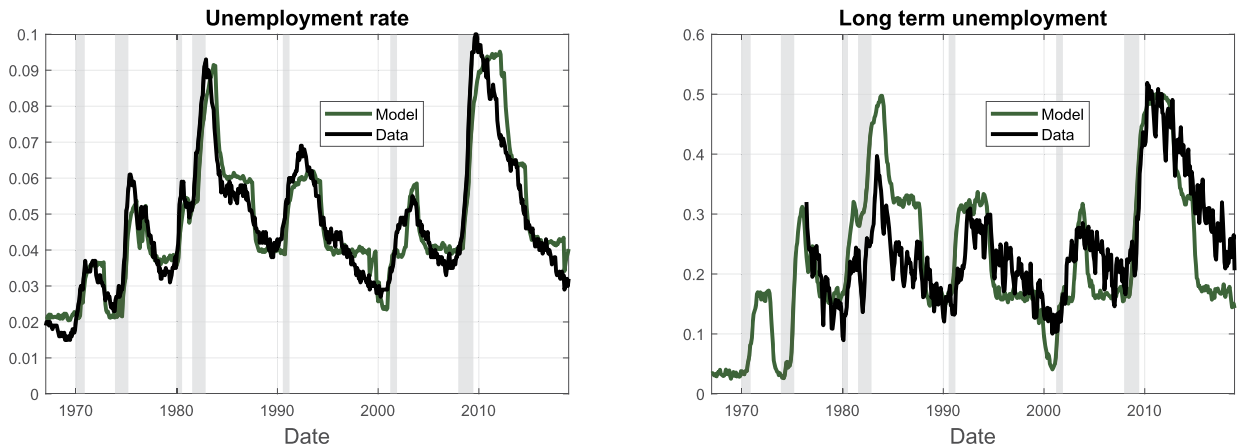 Unemployment rate
0.1
0.09
0.08
0.07
0.06
0.05
0.04
0.03
0.02
0.01
0
Model
Data
1970 1980 1990 2000 2010
Date
Long term unemployment
0.6
0.5
0.4
0.3
0.2
0.1
0
Model
Data
1970 1980 1990 2000 2010
Date